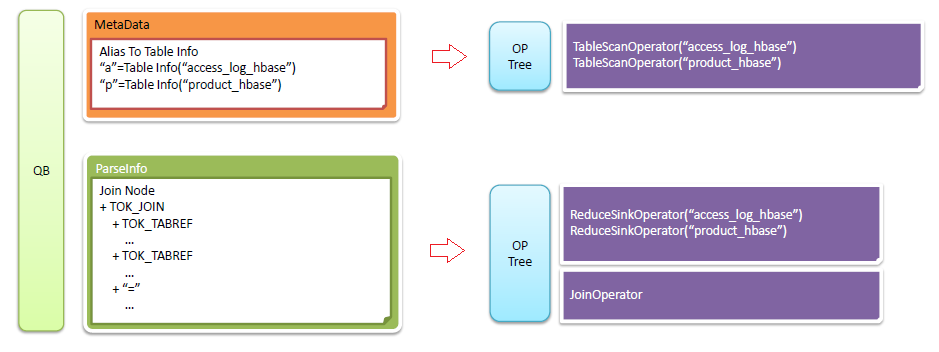 QB
MetaData
Alias To Table Info
“a”=Table Info(“access_log_hbase”)
“p”=Table Info(“product_hbase”)
OP
Tree
TableScanOperator(“access_log_hbase”)
TableScanOperator(“product_hbase”)
ParseInfo
Join Node
+ TOK_JOIN
+ TOK_TABREF
...
+ TOK_TABREF
...
+ “=”
...
OP
Tree
ReduceSinkOperator(“access_log_hbase”)
ReduceSinkOperator(“product_hbase”)
JoinOperator